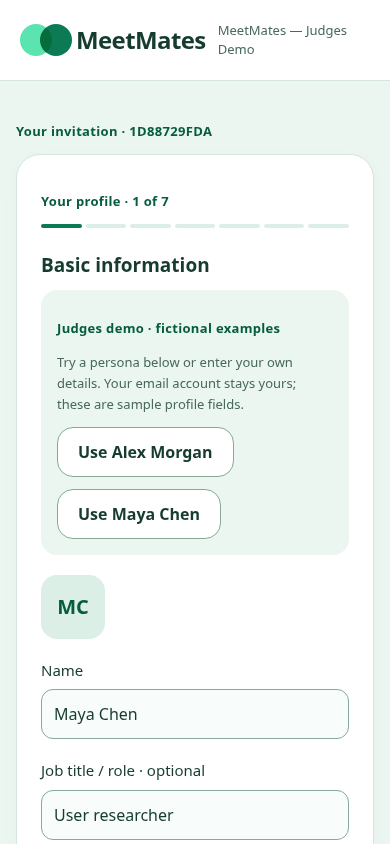 MeetMates
MeetMates — Judges
Demo
Your invitation · 1D88729FDA
Your profile · 1 of 7
Basic information
Judges demo · fictional examples
Try a persona below or enter your own
details. Your email account stays yours;
these are sample profile fields.
Use Alex Morgan
Use Maya Chen
MC
Name
Maya Chen
Job title / role · optional
User researcher